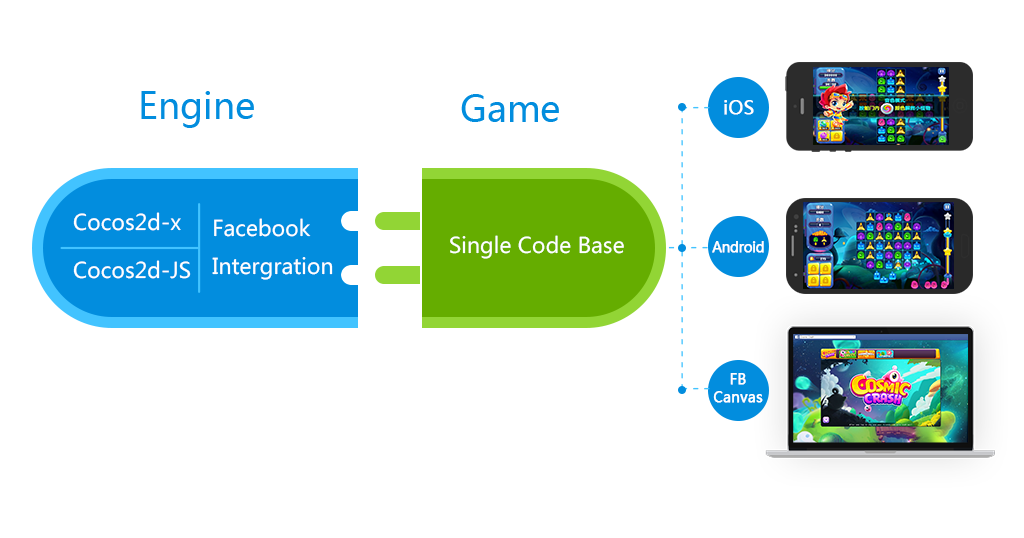 Engine
Game
Cocos2d-x
Cocos2d-JS
Facebook
Intergration
Single Code Base
iOS
Android
FB
Canvas
COSMIC
CRASH